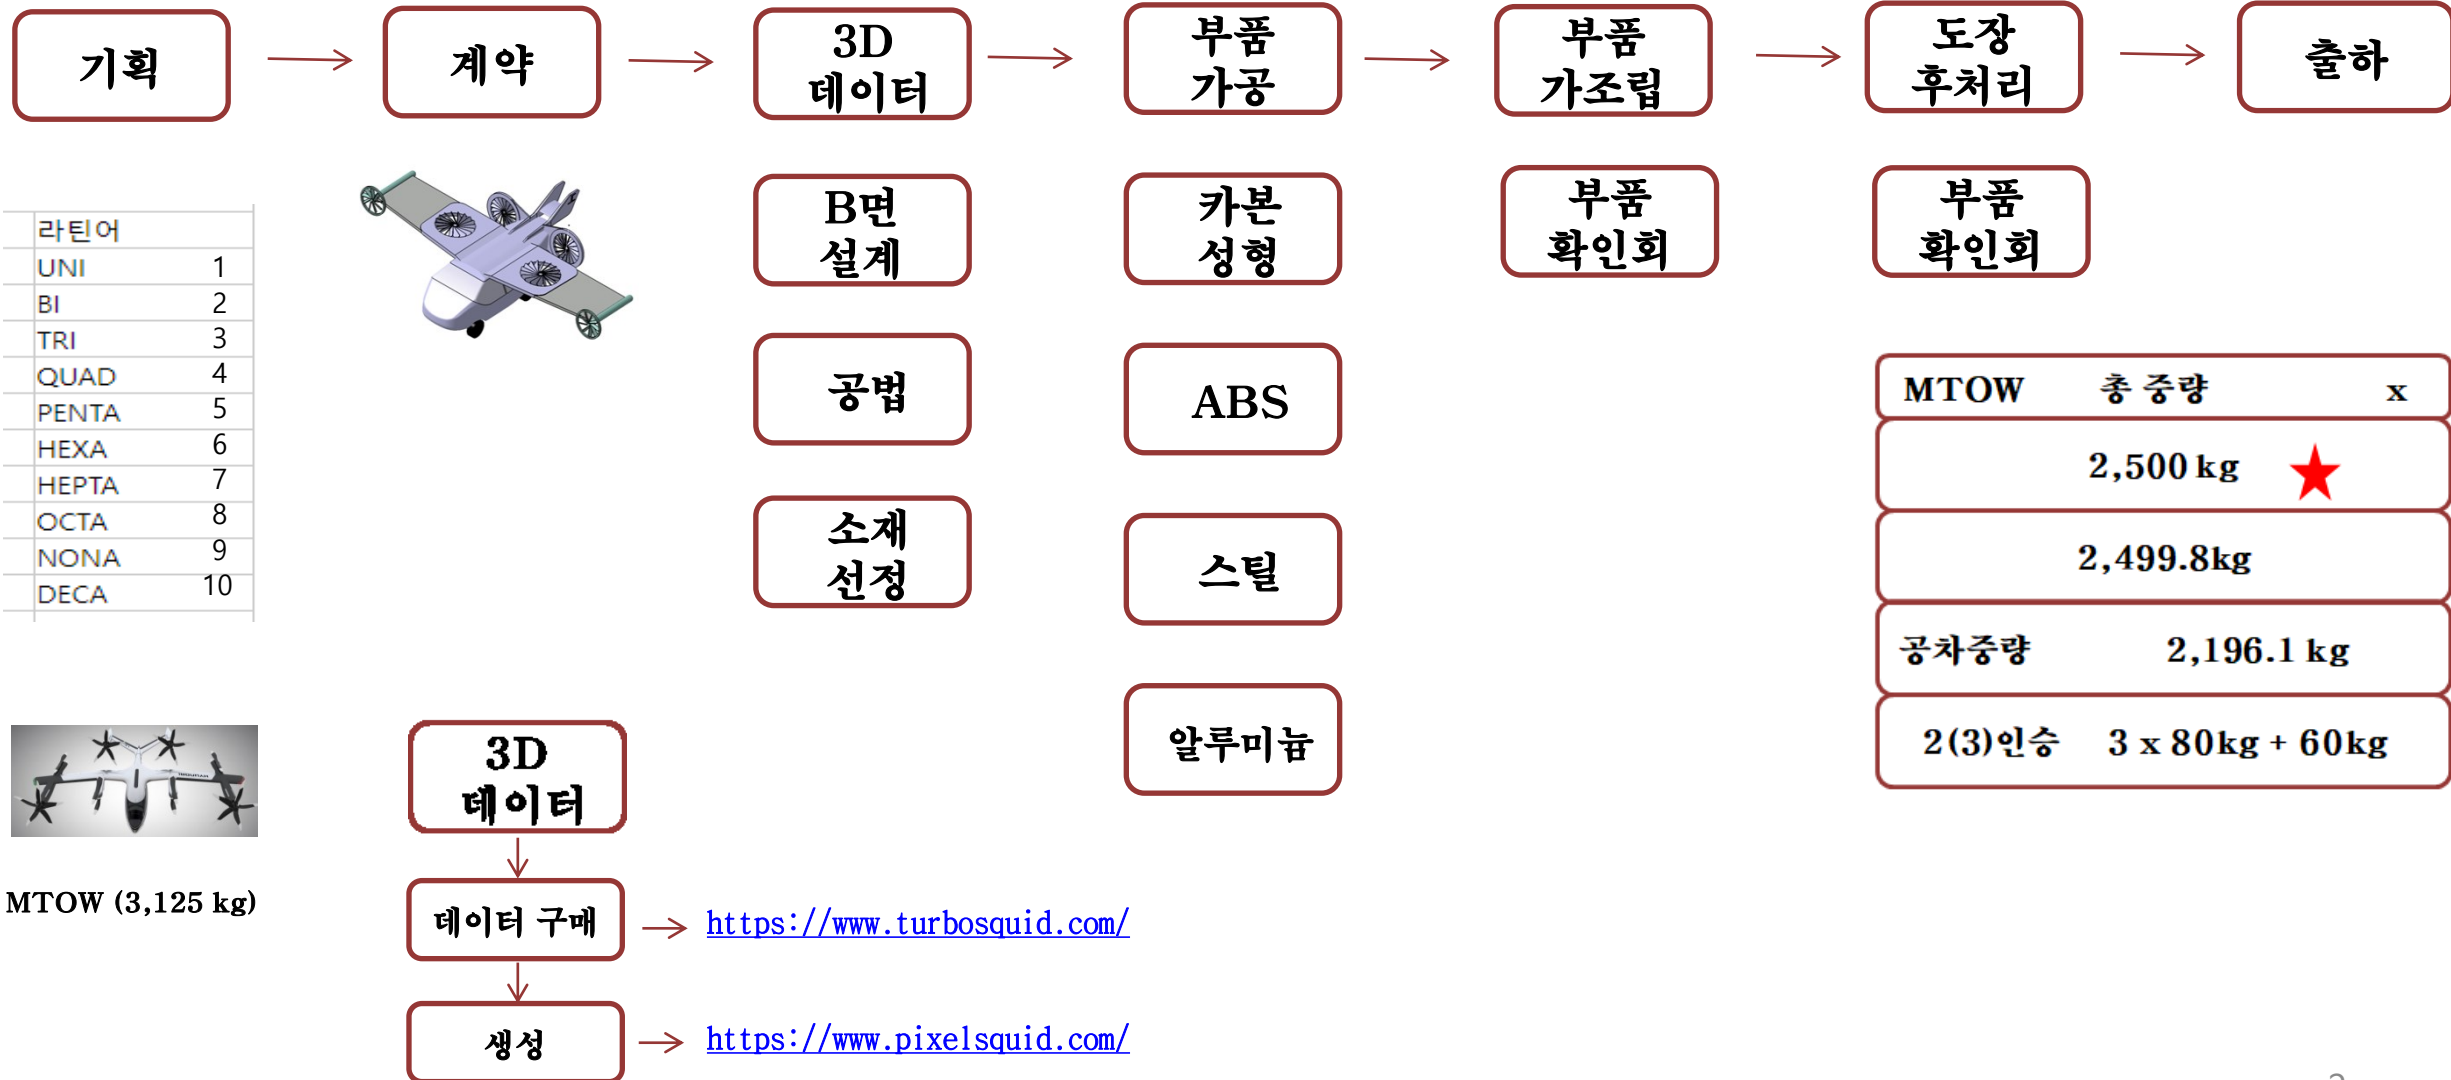 기획
계약
3D
데이터
부품
가공
부품
가조립
도장
후처리
출하
라틴어
UNI 1
BI 2
TRI 3
QUAD 4
PENTA 5
HEXA 6
HEPTA 7
OCTA 8
NONA 9
DECA 10
B면
설계
공법
소재
선정
카본
성형
ABS
스틸
알루미늄
부품
확인회
부품
확인회
MTOW 총 중량 x
2,500 kg
2,499.8kg
공차중량 2,196.1 kg
2(3)인승 3 x 80kg + 60kg
MTOW (3,125 kg)
3D
데이터
데이터 구매
https://www.turbosquid.com/
생성
https://www.pixelsquid.com/